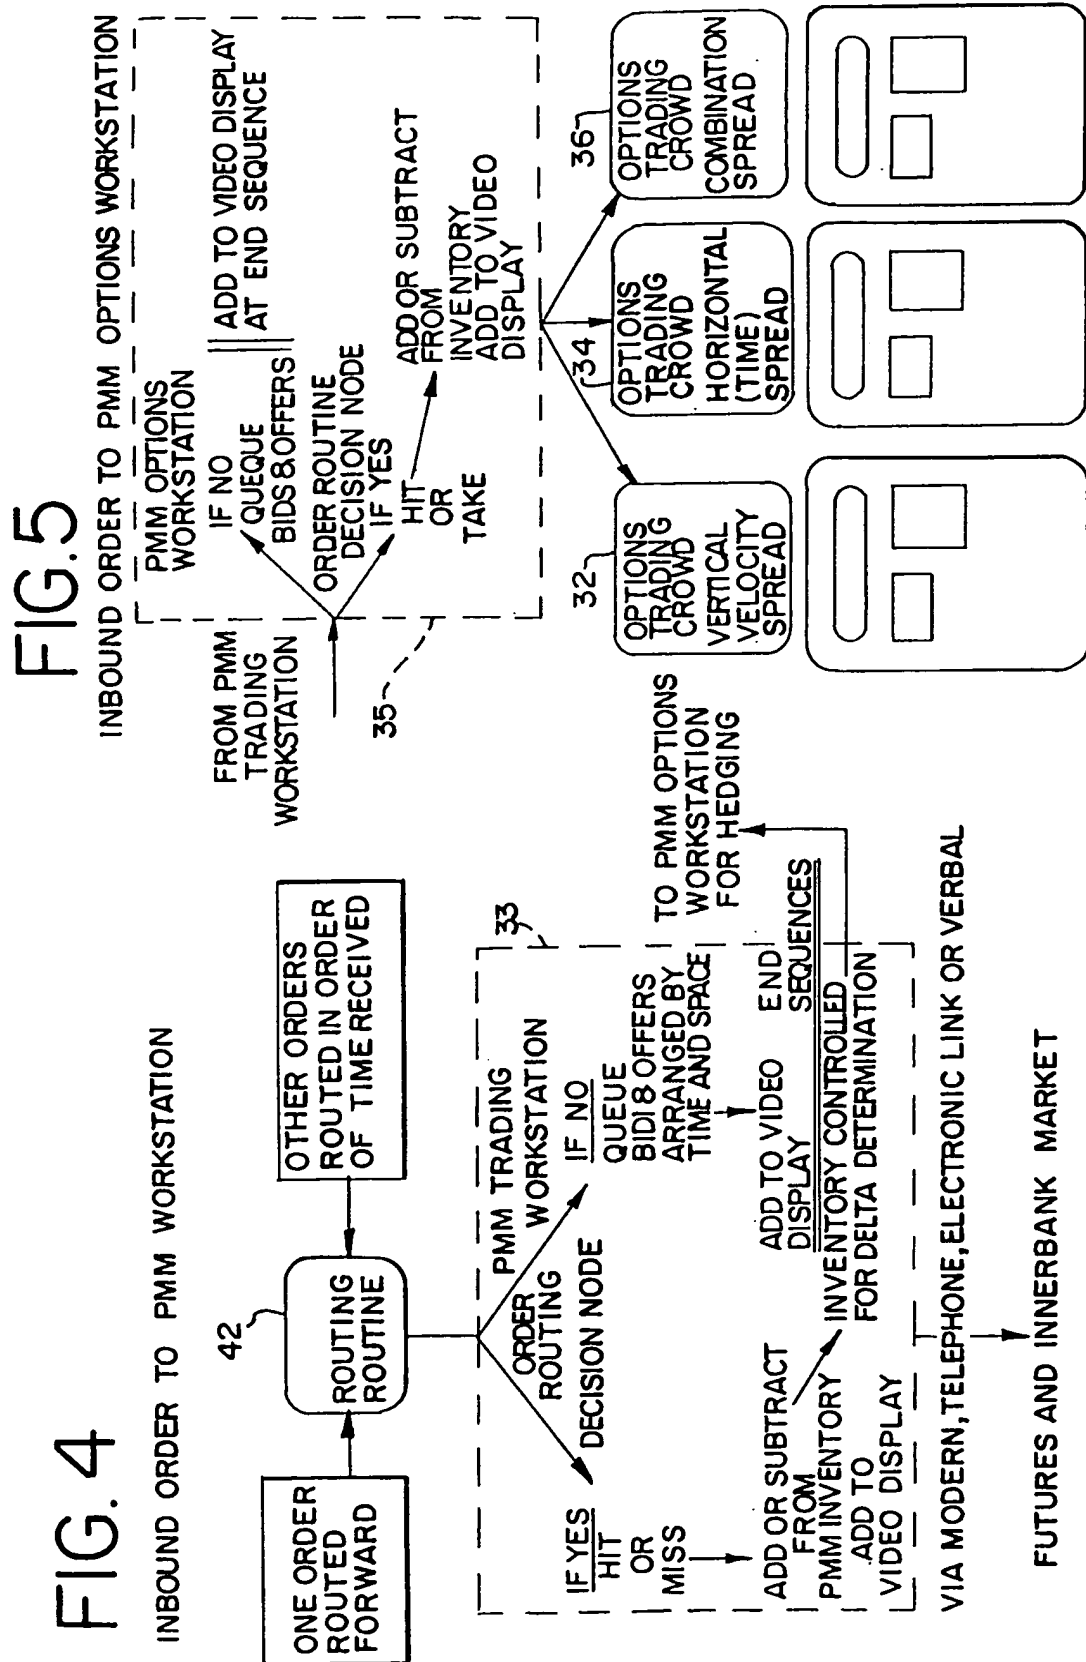 FIG. 4
INBOUND ORDER TO PMM WORKSTATION
ONE ORDER
ROUTED
FORWARD
42
ROUTING
ROUTINE
OTHER ORDERS
ROUTED IN ORDER
OF TIME RECEIVED
33
PMM TRADING
WORKSTATION
ORDER
ROUTING
DECISION NODE
IF YES
HIT
OR
MISS
IF NO
QUEUE
BIDI & OFFERS
ARRANGED BY
TIME AND SPACE
ADD TO VIDEO
DISPLAY
END
SEQUENCES
ADD OR SUBTRACT
FROM
PMM INVENTORY
ADD TO
VIDEO DISPLAY
INVENTORY CONTROLLED
FOR DELTA DETERMINATION
TO PMM OPTIONS
WORKSTATION
FOR HEDGING
VIA MODERN, TELEPHONE, ELECTRONIC LINK OR VERBAL
FUTURES AND INNERBANK MARKET
FIG.5
INBOUND ORDER TO PMM OPTIONS WORKSTATION
FROM PMM
TRADING
WORKSTATION
35
PMM OPTIONS
WORKSTATION
IF NO
QUEQUE
BIDS & OFFERS
ADD TO VIDEO DISPLAY
AT END SEQUENCE
ORDER ROUTINE
DECISION NODE
IF YES
HIT
OR
TAKE
ADD OR SUBTRACT
FROM
INVENTORY
ADD TO VIDEO
DISPLAY
32
OPTIONS
TRADING
CROWD
VERTICAL
VELOCITY
SPREAD
34
OPTIONS
TRADING
CROWD
HORIZONTAL
(TIME)
SPREAD
36
OPTIONS
TRADING
CROWD
COMBINATION
SPREAD